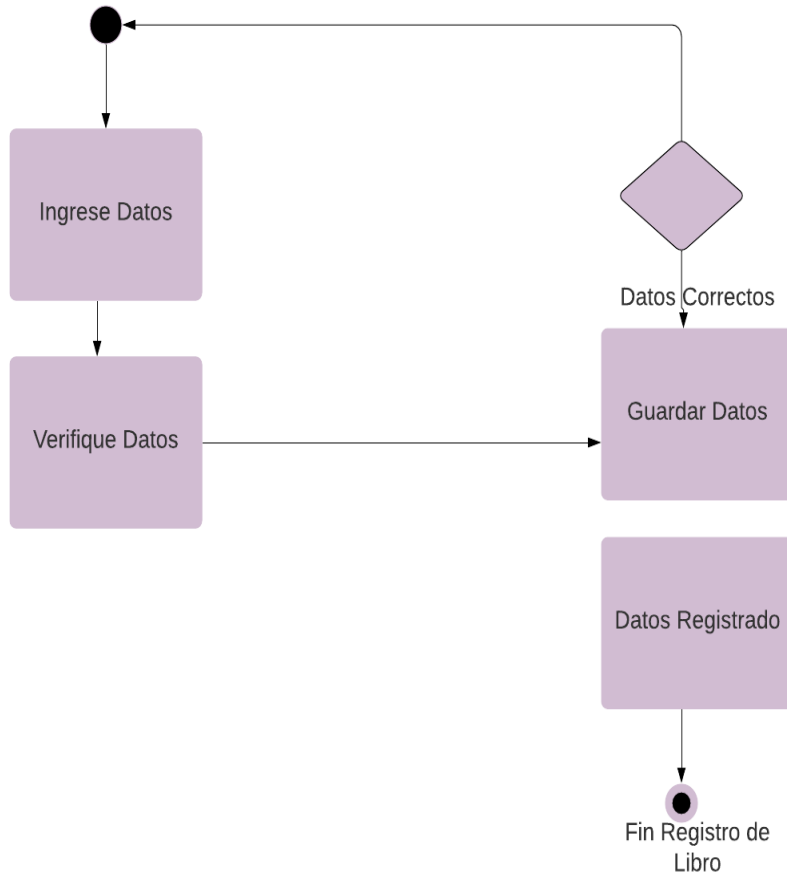 Ingrese Datos
Verifique Datos
Datos Correctos
Guardar Datos
Datos Registrado
Fin Registro de
Libro